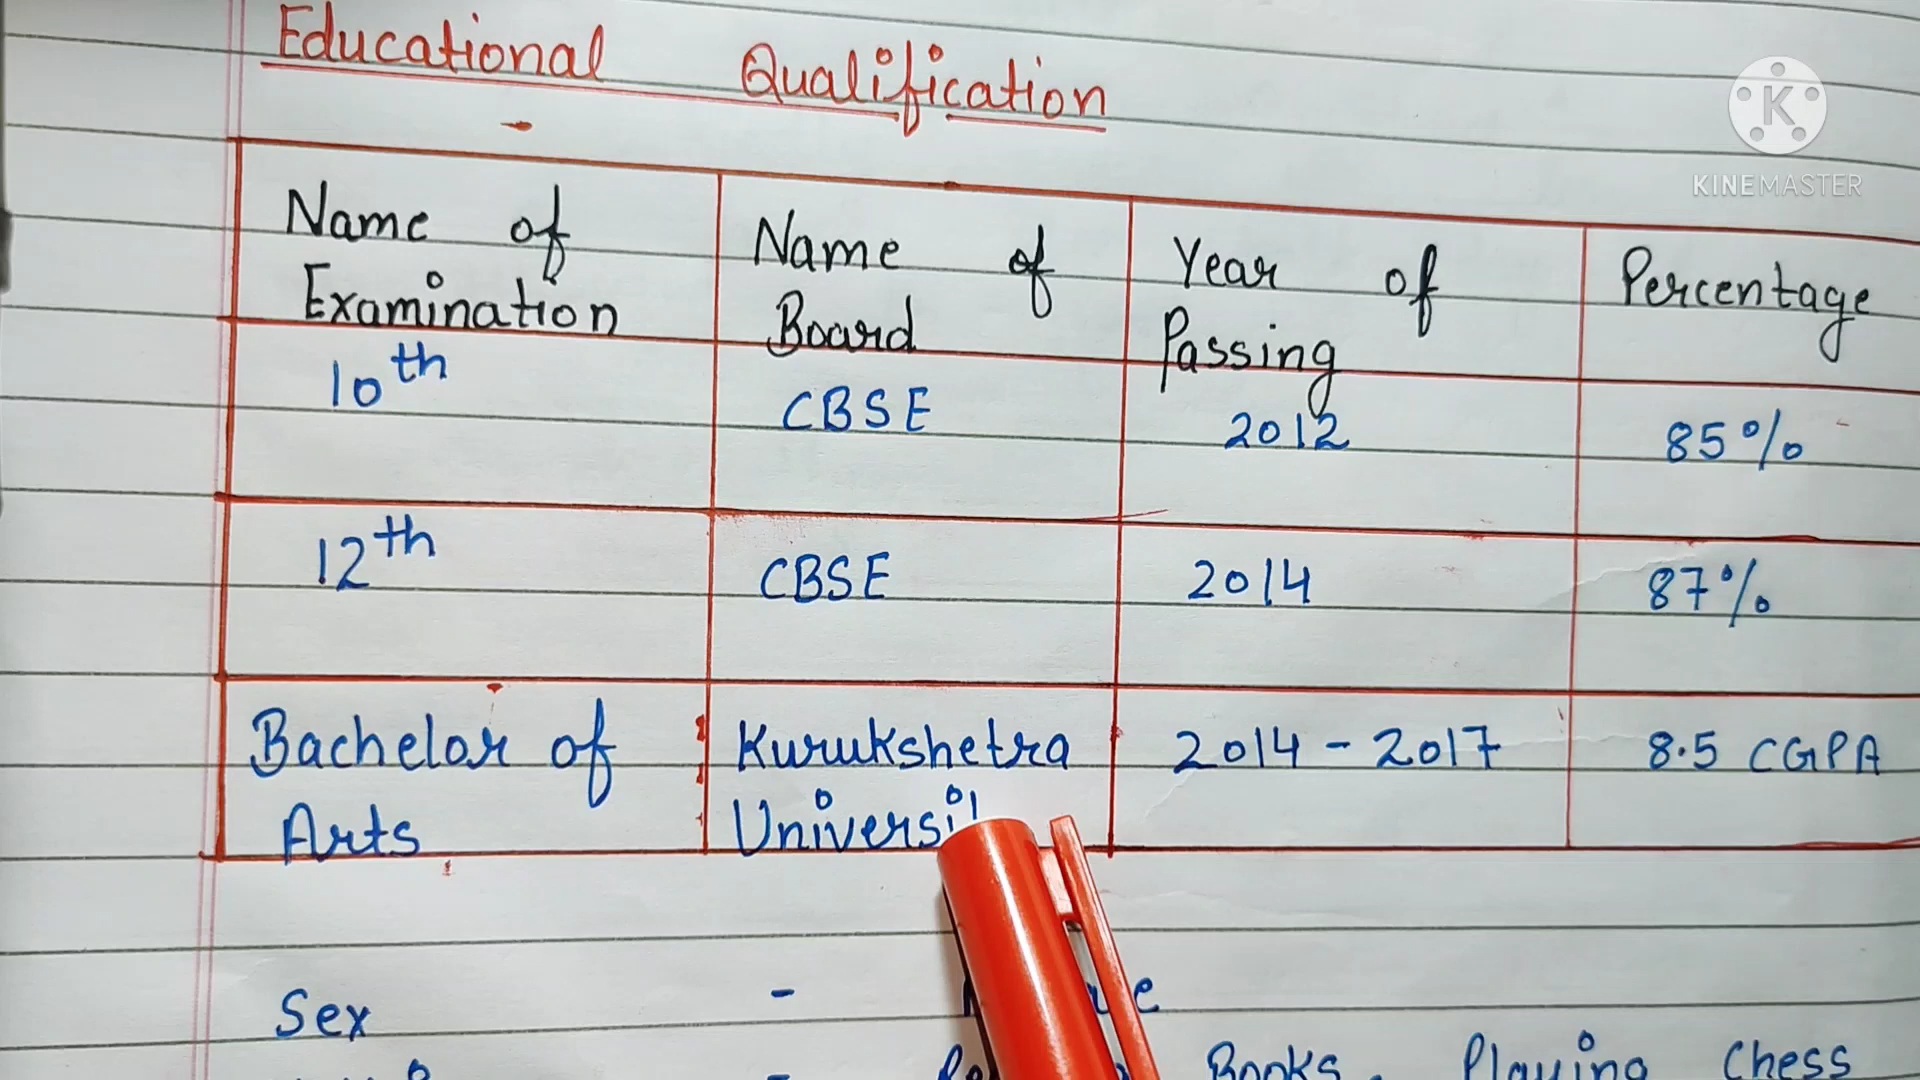 Educational Qualification
KINEMASTER
Name of Examination
Name of Board
Year of Passing
Percentage
10th
CBSE
2012
85%
12th
CBSE
2014
87%
Bachelor of Arts
Kurukshetra
2014 - 2017
8.5 CGPA
Sex -
- Books, Playing Chess